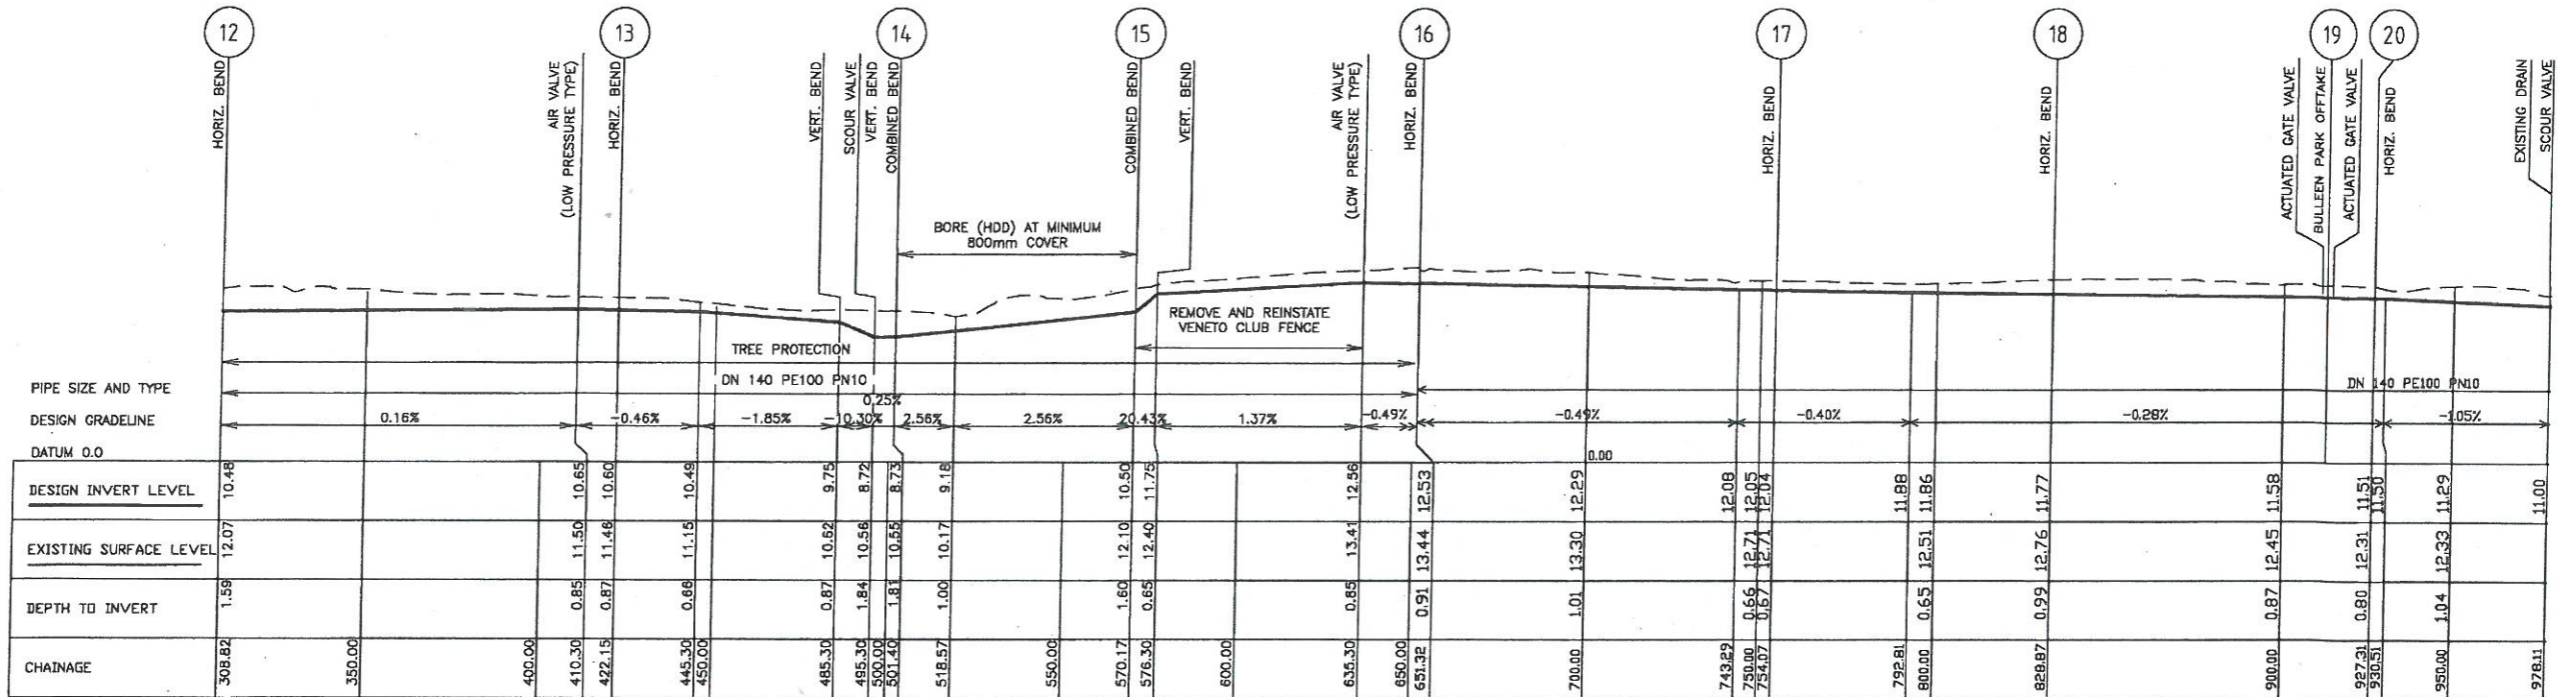 12 13 14 15 16 17 18 19 20
HORIZ. BEND
AIR VALVE
(LOW PRESSURE TYPE)
HORIZ. BEND
VERT. BEND
SCOUR VALVE
VERT. BEND
COMBINED BEND
COMBINED BEND
VERT. BEND
AIR VALVE
(LOW PRESSURE TYPE)
HORIZ. BEND
HORIZ. BEND
HORIZ. BEND
ACTUATED GATE VALVE
BULLEEN PARK OFFTAKE
ACTUATED GATE VALVE
HORIZ. BEND
EXISTING DRAIN
SCOUR VALVE
BORE (HDD) AT MINIMUM
800mm COVER
REMOVE AND REINSTATE
VENETO CLUB FENCE
TREE PROTECTION
PIPE SIZE AND TYPE
DN 140 PE100 PN10
DN 140 PE100 PN10
DESIGN GRADELINE
0.16% -0.46% -1.85% -10.30% 0.25% 2.56% 2.56% 20.43% 1.37% -0.49% -0.49% -0.40% -0.28% -1.05%
DATUM 0.0
0.00
DESIGN INVERT LEVEL
10.48 10.65 10.60 10.49 9.75 8.72 8.73 9.18 10.50 11.75 12.56 12.53 12.29 12.08 12.05 12.04 11.88 11.86 11.77 11.58 11.51 11.50 11.29 11.00
EXISTING SURFACE LEVEL
12.07 11.50 11.46 11.15 10.62 10.56 10.55 10.17 12.10 12.40 13.41 13.44 13.30 12.71 12.71 12.51 12.76 12.45 12.31 12.33
DEPTH TO INVERT
1.59 0.85 0.87 0.66 0.87 1.84 1.81 1.00 1.60 0.65 0.85 0.91 1.01 0.66 0.67 0.65 0.99 0.87 0.80 1.04
CHAINAGE
308.82 350.00 400.00 410.30 422.15 445.30 450.00 485.30 495.30 500.00 501.40 518.57 550.00 570.17 576.30 600.00 635.30 650.00 651.32 700.00 743.29 750.00 754.07 792.81 800.00 828.87 900.00 927.31 930.51 950.00 978.11